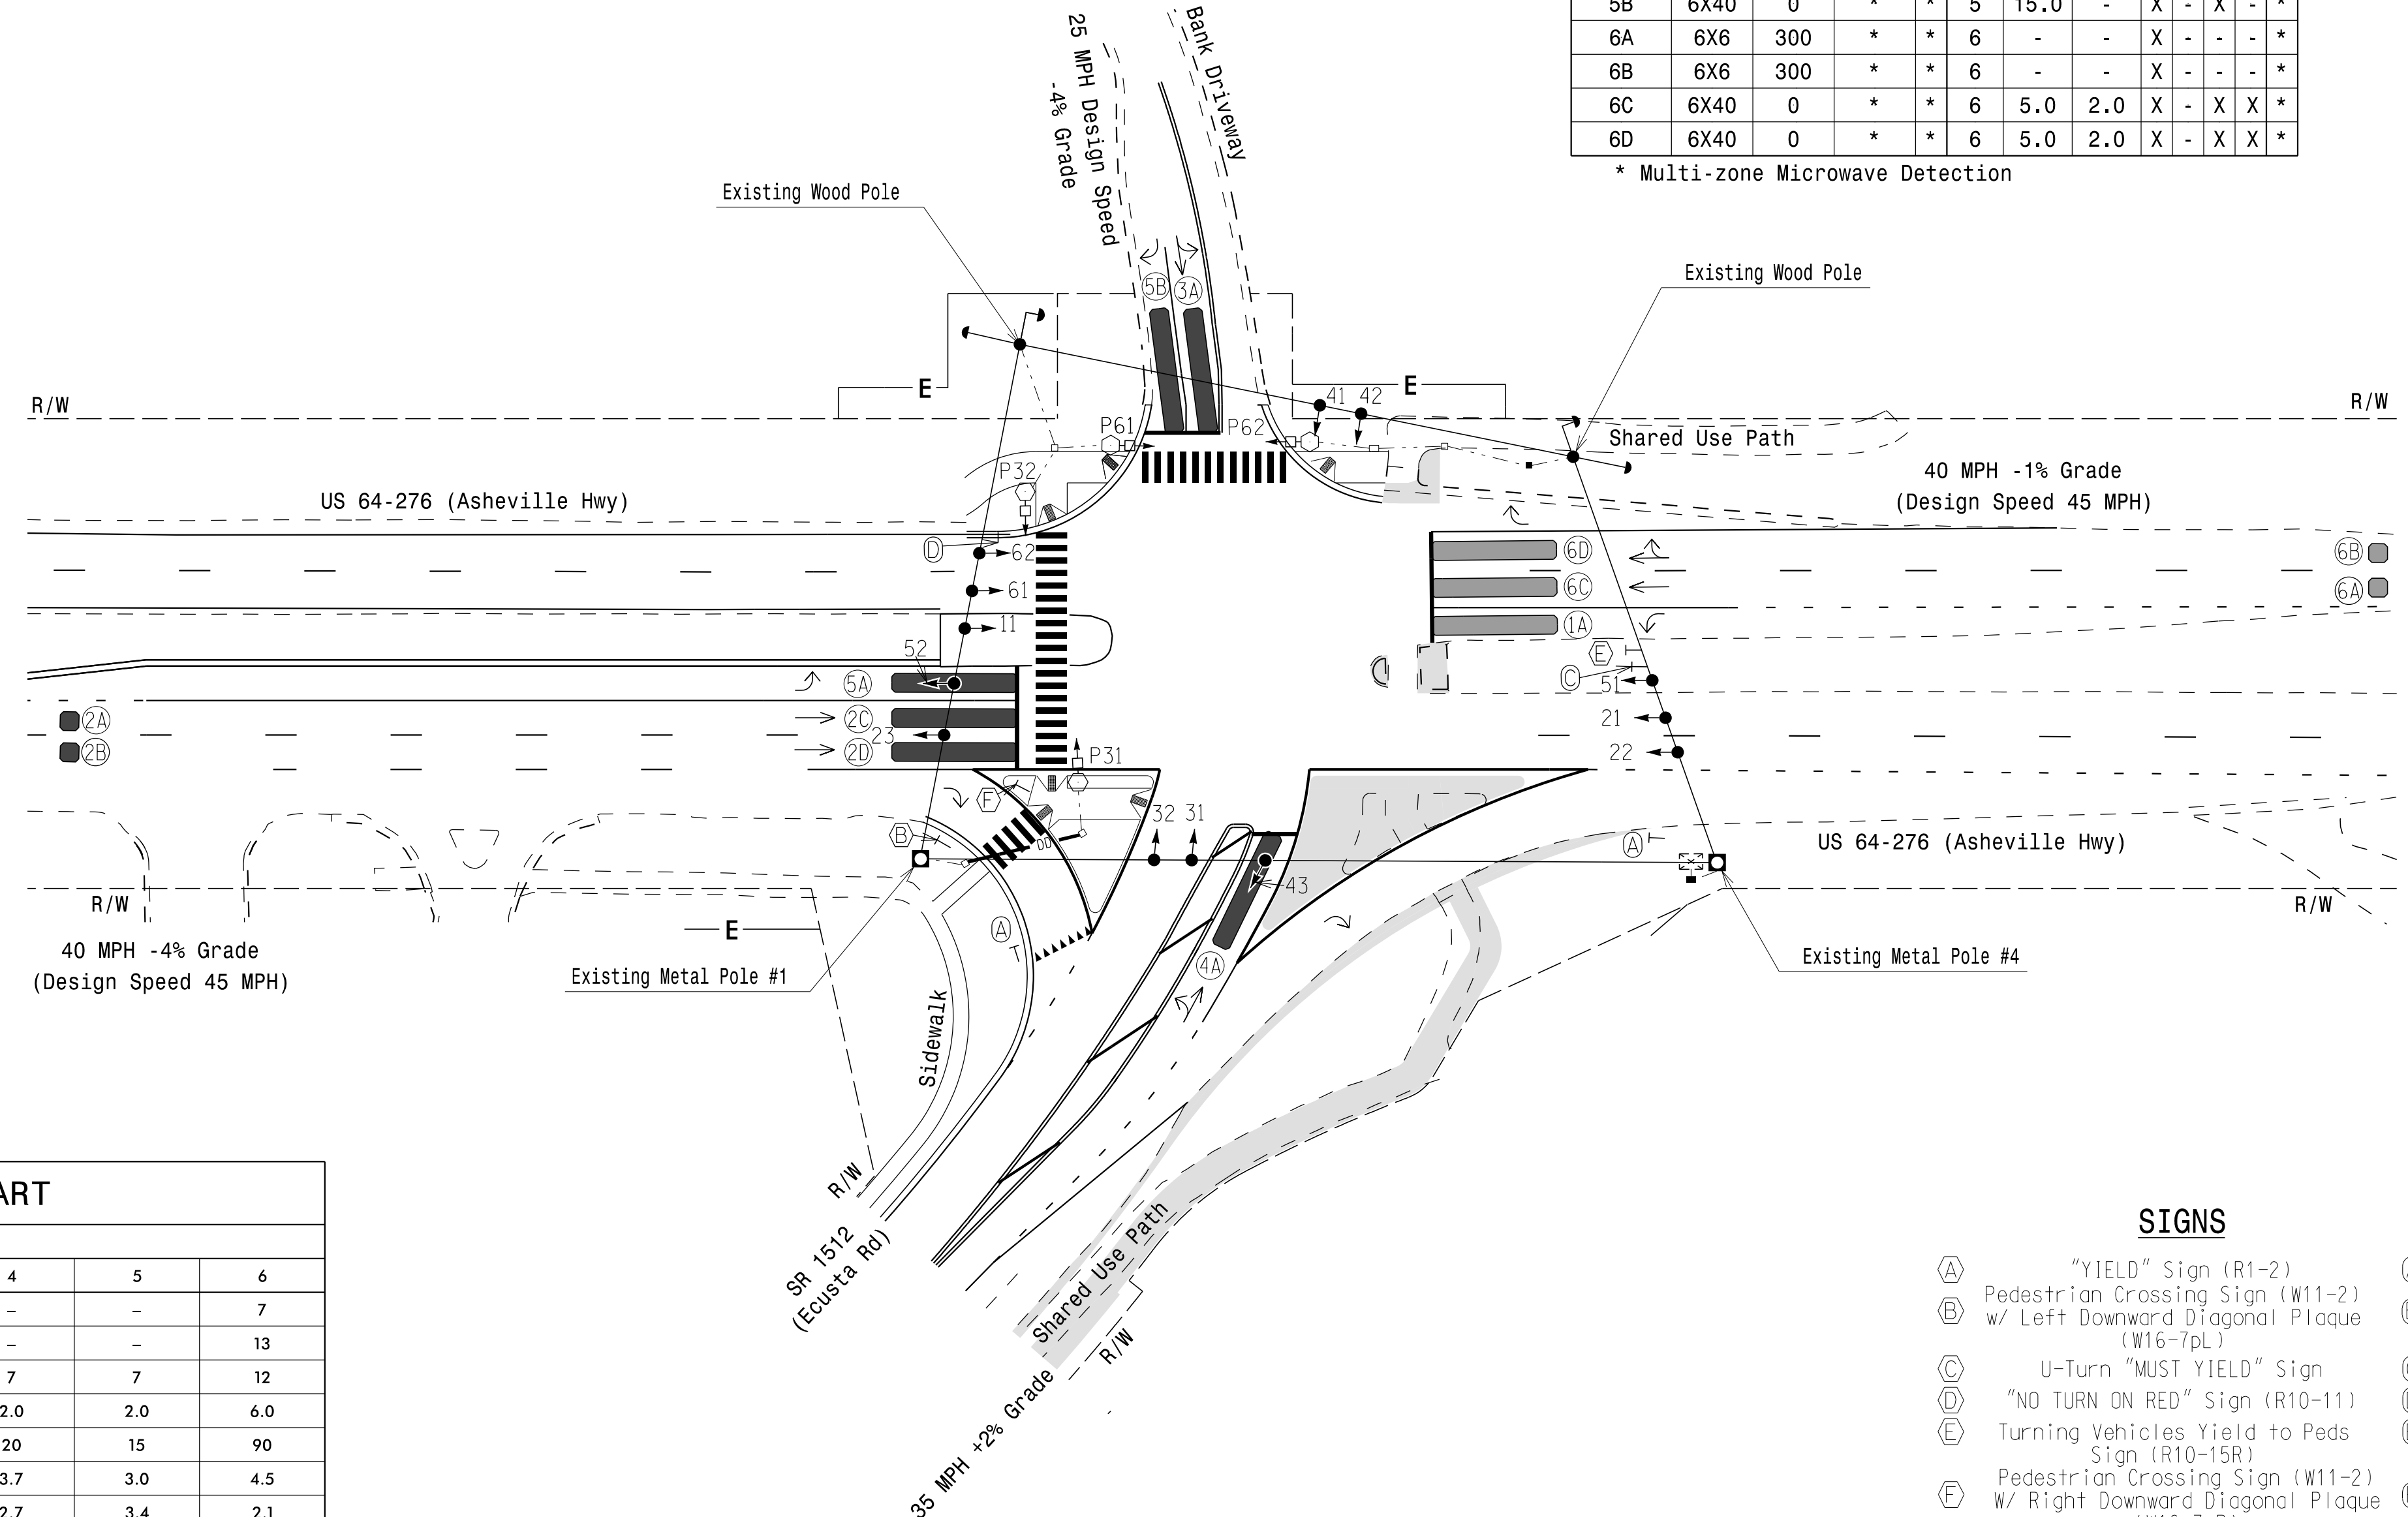 5B 6X40 0 * * 5 15.0 - X - X - *
6A 6X6 300 * * 6 - - X - - - *
6B 6X6 300 * * 6 - - X - - - *
6C 6X40 0 * * 6 5.0 2.0 X - X X *
6D 6X40 0 * * 6 5.0 2.0 X - X X *
* Multi-zone Microwave Detection
25 MPH Design Speed
-4% Grade
Bank Driveway
Existing Wood Pole
Existing Wood Pole
5B
3A
E
E
41
42
R/W
R/W
P61
P62
Shared Use Path
P32
40 MPH -1% Grade
(Design Speed 45 MPH)
US 64-276 (Asheville Hwy)
D
62
6D
6B
61
6C
6A
11
1A
52
E
C
51
5A
2A
2C
21
2B
2D
23
22
P31
F
B
32
31
A
US 64-276 (Asheville Hwy)
DD
43
R/W
R/W
E
A
40 MPH -4% Grade
(Design Speed 45 MPH)
Existing Metal Pole #1
4A
Existing Metal Pole #4
Sidewalk
R/W
SR 1512
(Ecusta Rd)
Shared Use Path
R/W
35 MPH +2% Grade
ART
4 5 6
– – 7
– – 13
7 7 12
2.0 2.0 6.0
20 15 90
3.7 3.0 4.5
2.7 3.4 2.1
SIGNS
A "YIELD" Sign (R1-2)
Pedestrian Crossing Sign (W11-2)
B w/ Left Downward Diagonal Plaque
(W16-7pL)
C U-Turn "MUST YIELD" Sign
D "NO TURN ON RED" Sign (R10-11)
E Turning Vehicles Yield to Peds
Sign (R10-15R)
Pedestrian Crossing Sign (W11-2)
F W/ Right Downward Diagonal Plaque